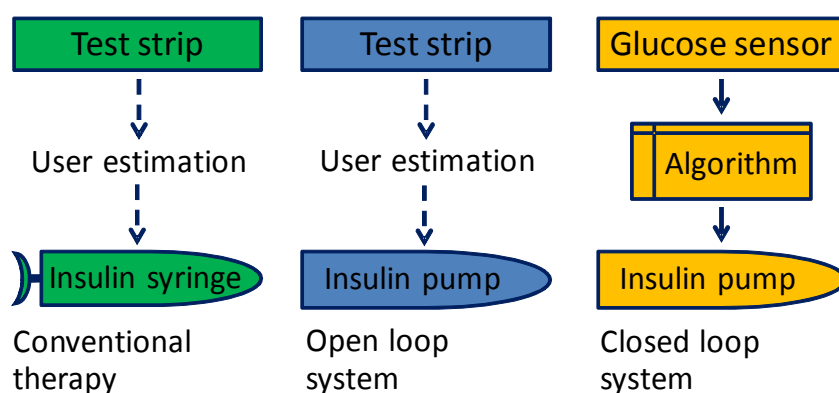 Test strip
User estimation
Insulin syringe
Conventional
therapy
Test strip
User estimation
Insulin pump
Open loop
system
Glucose sensor
Algorithm
Insulin pump
Closed loop
system